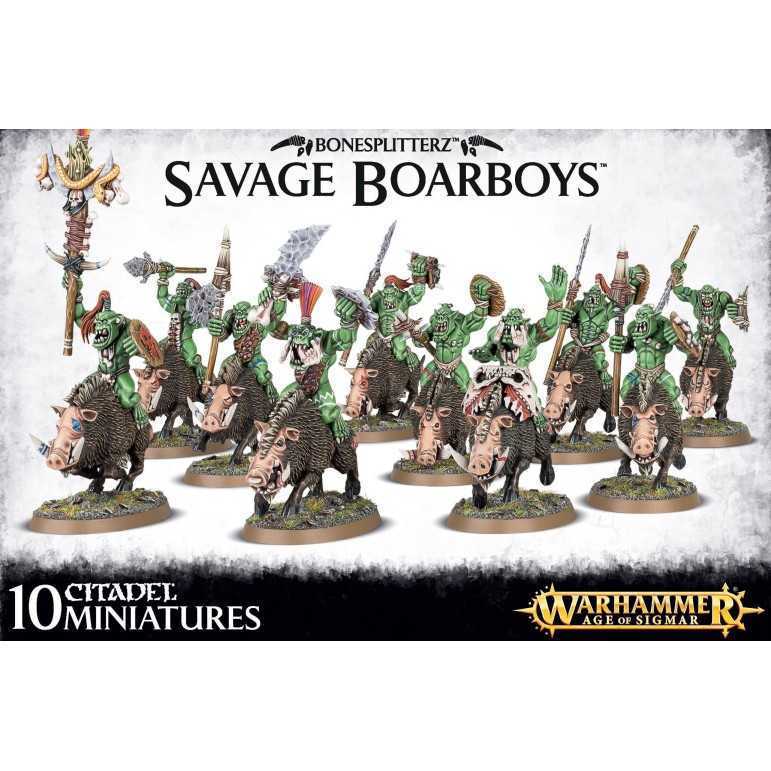 BONESPLITTERZ™
SAVAGE BOARBOYS™
10 CITADEL
MINIATURES
WARHAMMER
AGE OF SIGMAR